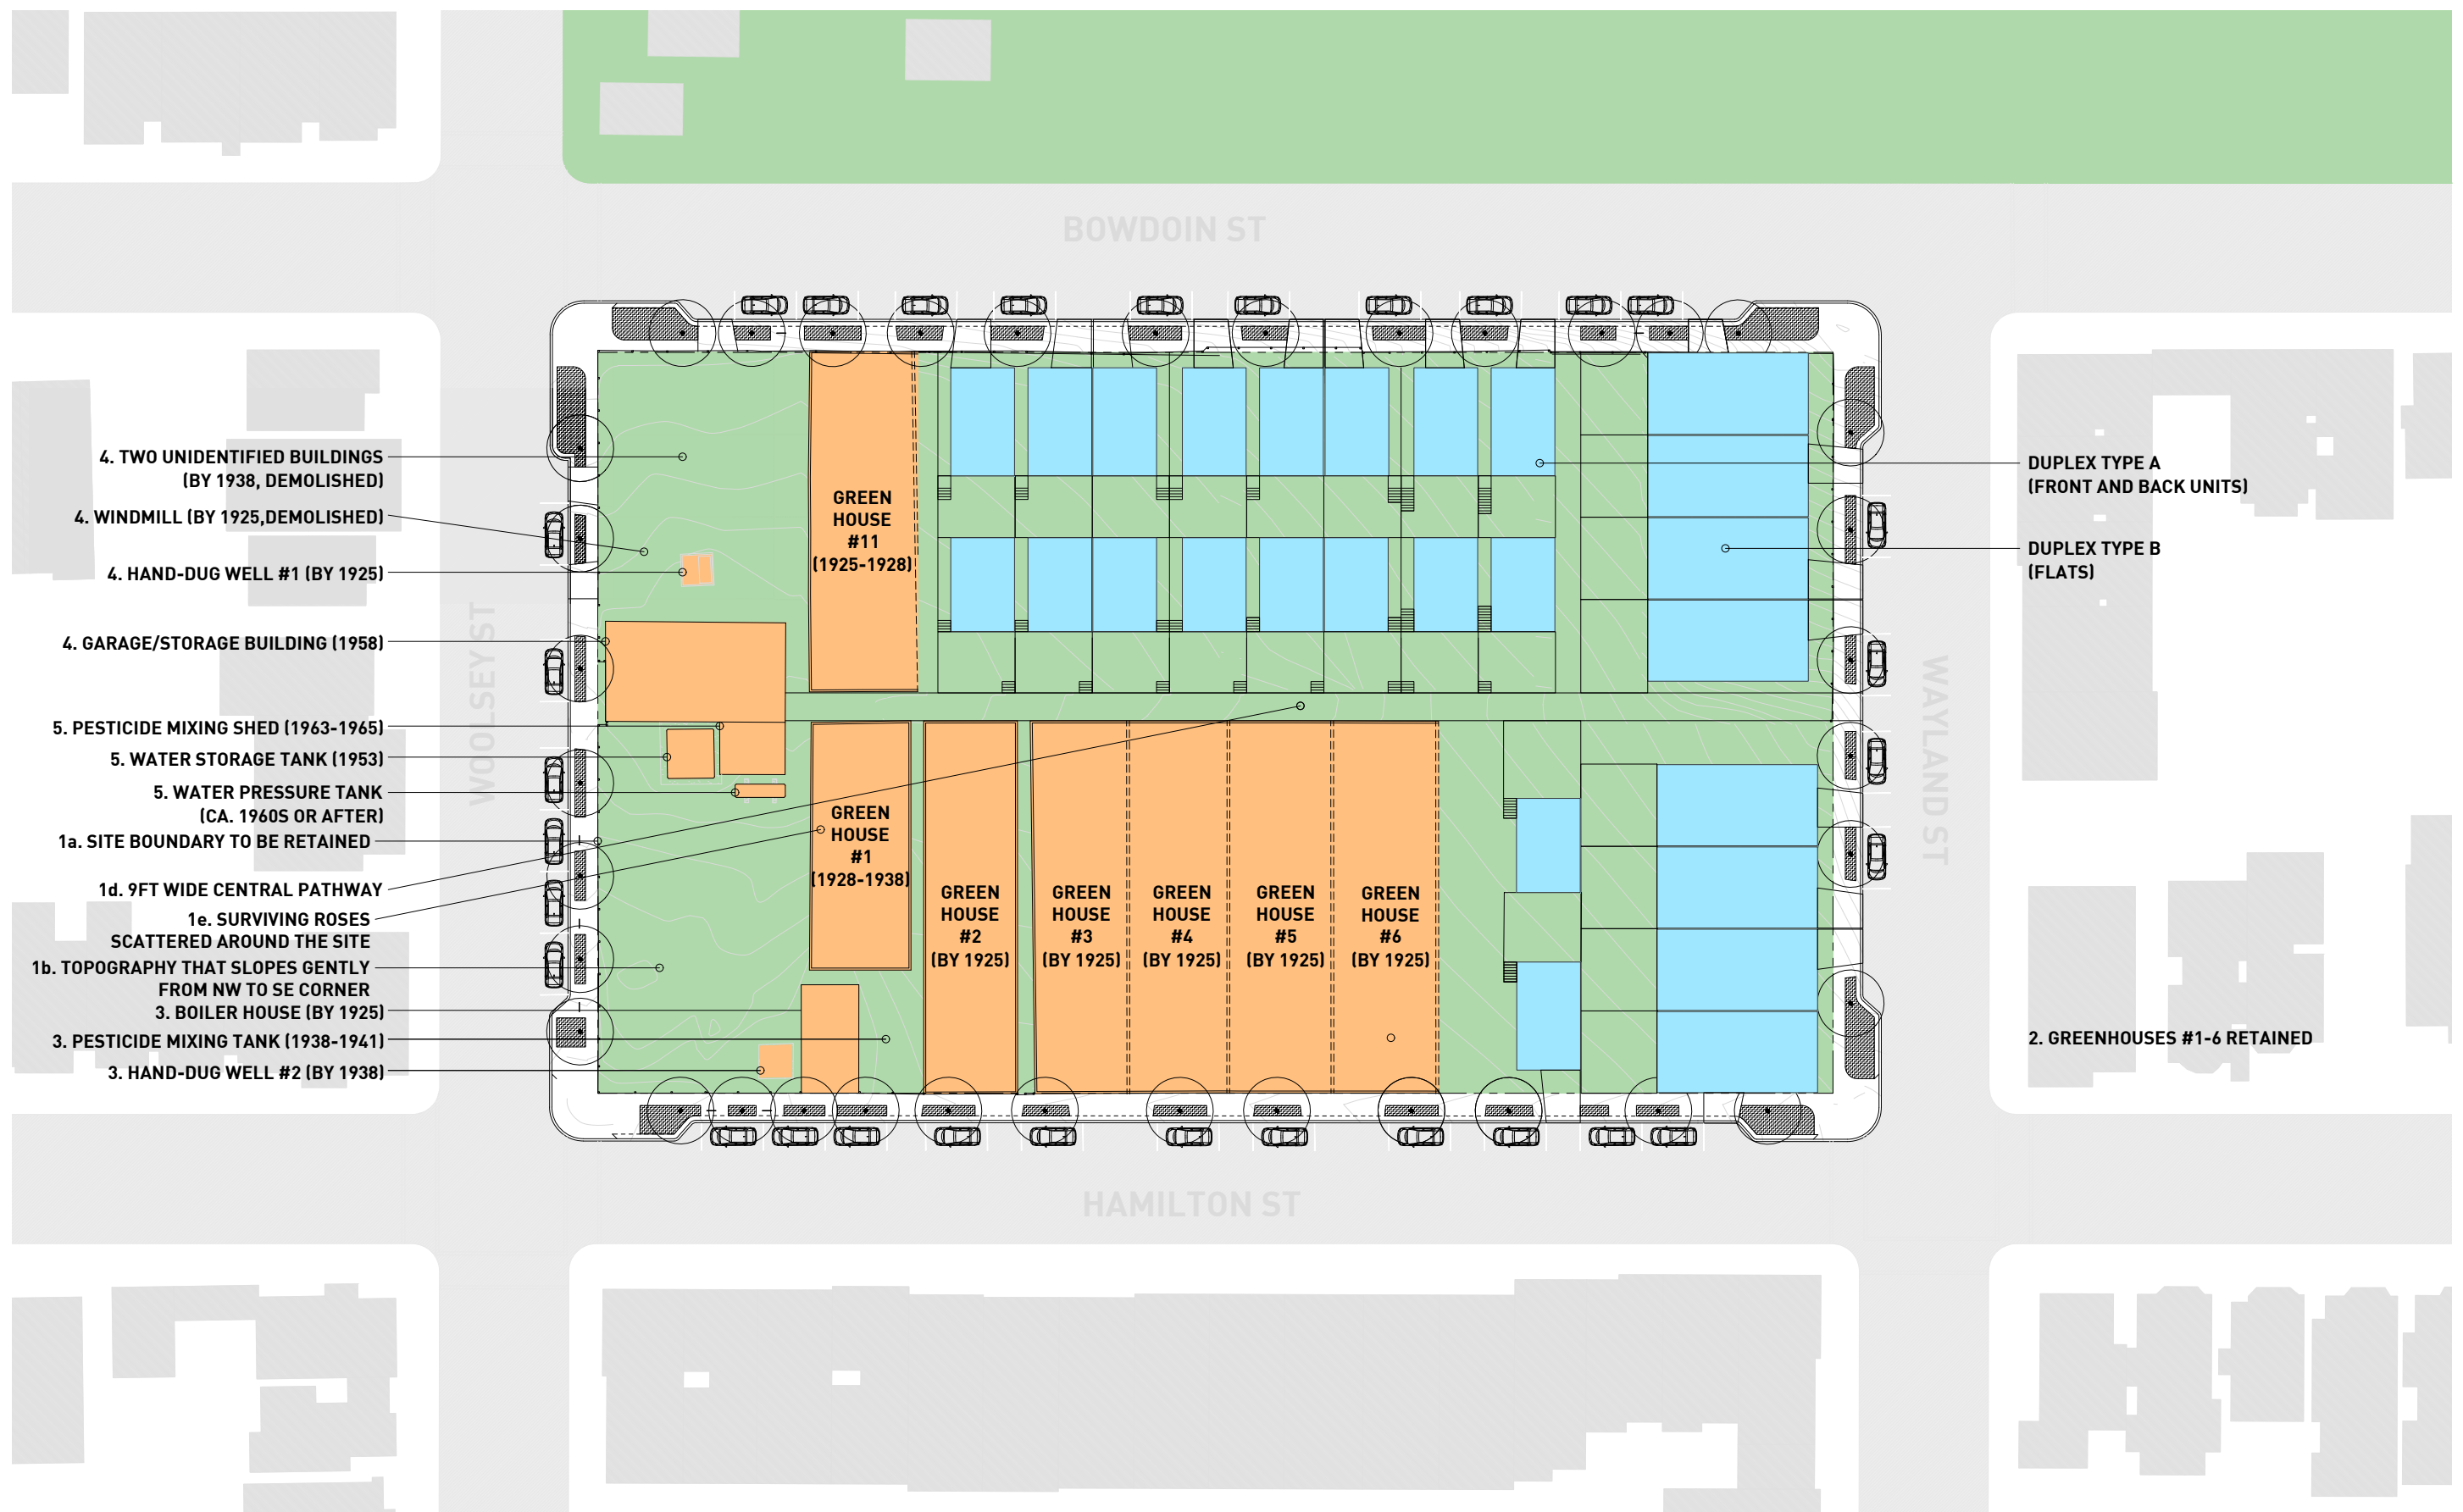 BOWDOIN ST
4. TWO UNIDENTIFIED BUILDINGS
(BY 1938, DEMOLISHED)
4. WINDMILL (BY 1925,DEMOLISHED)
4. HAND-DUG WELL #1 (BY 1925)
4. GARAGE/STORAGE BUILDING (1958)
5. PESTICIDE MIXING SHED (1963-1965)
5. WATER STORAGE TANK (1953)
5. WATER PRESSURE TANK
(CA. 1960S OR AFTER)
1a. SITE BOUNDARY TO BE RETAINED
1d. 9FT WIDE CENTRAL PATHWAY
1e. SURVIVING ROSES
SCATTERED AROUND THE SITE
1b. TOPOGRAPHY THAT SLOPES GENTLY
FROM NW TO SE CORNER
3. BOILER HOUSE (BY 1925)
3. PESTICIDE MIXING TANK (1938-1941)
3. HAND-DUG WELL #2 (BY 1938)
WOOLSEY ST
GREEN
HOUSE
#11
(1925-1928)
GREEN
HOUSE
#1
(1928-1938)
GREEN
HOUSE
#2
(BY 1925)
GREEN
HOUSE
#3
(BY 1925)
GREEN
HOUSE
#4
(BY 1925)
GREEN
HOUSE
#5
(BY 1925)
GREEN
HOUSE
#6
(BY 1925)
WAYLAND ST
DUPLEX TYPE A
(FRONT AND BACK UNITS)
DUPLEX TYPE B
(FLATS)
2. GREENHOUSES #1-6 RETAINED
HAMILTON ST